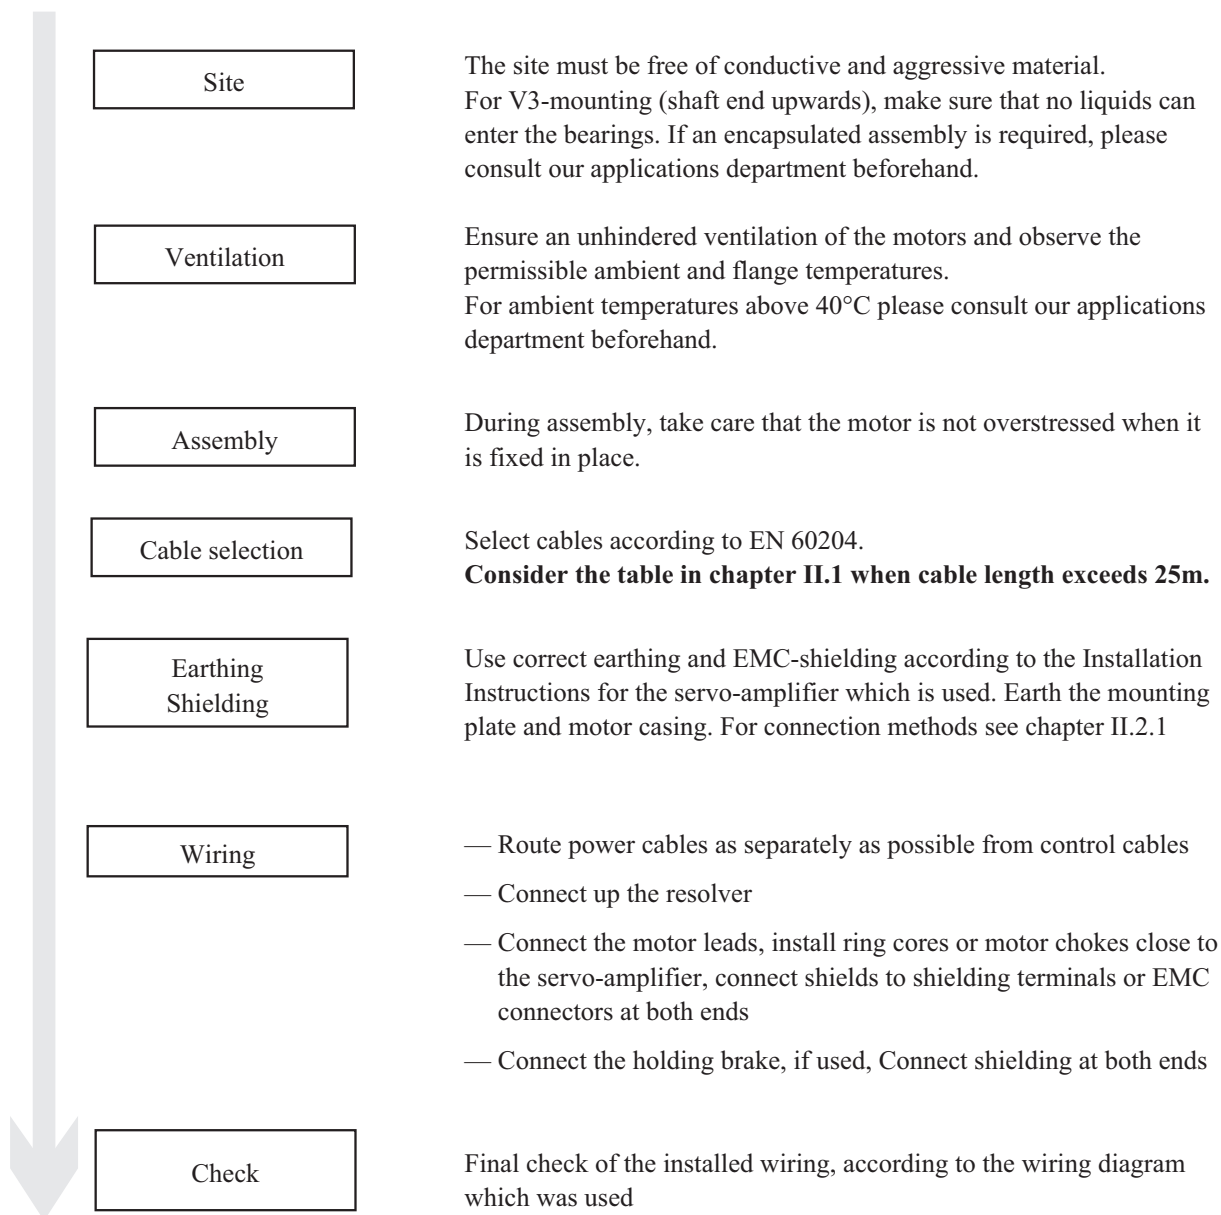 Site
The site must be free of conductive and aggressive material.
For V3-mounting (shaft end upwards), make sure that no liquids can
enter the bearings. If an encapsulated assembly is required, please
consult our applications department beforehand.
Ventilation
Ensure an unhindered ventilation of the motors and observe the
permissible ambient and flange temperatures.
For ambient temperatures above 40°C please consult our applications
department beforehand.
Assembly
During assembly, take care that the motor is not overstressed when it
is fixed in place.
Cable selection
Select cables according to EN 60204.
Consider the table in chapter II.1 when cable length exceeds 25m.
Earthing
Shielding
Use correct earthing and EMC-shielding according to the Installation
Instructions for the servo-amplifier which is used. Earth the mounting
plate and motor casing. For connection methods see chapter II.2.1
Wiring
— Route power cables as separately as possible from control cables
— Connect up the resolver
— Connect the motor leads, install ring cores or motor chokes close to
the servo-amplifier, connect shields to shielding terminals or EMC
connectors at both ends
— Connect the holding brake, if used, Connect shielding at both ends
Check
Final check of the installed wiring, according to the wiring diagram
which was used